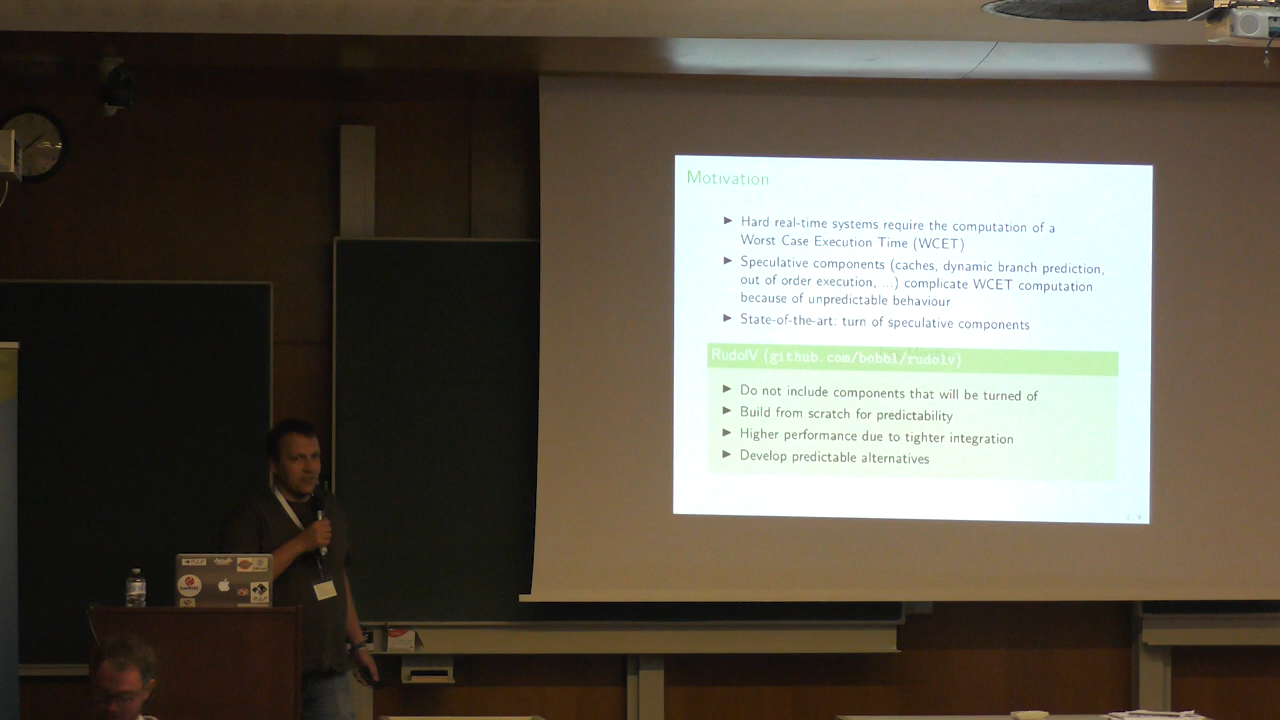 Motivation
▶ Hard real-time systems require the computation of a
Worst Case Execution Time (WCET)
▶ Speculative components (caches, dynamic branch prediction,
out of order execution, ...) complicate WCET computation
because of unpredictable behaviour
▶ State-of-the-art: turn of speculative components
RudolV (github.com/bobbl/rudolv)
▶ Do not include components that will be turned of
▶ Build from scratch for predictability
▶ Higher performance due to tighter integration
▶ Develop predictable alternatives